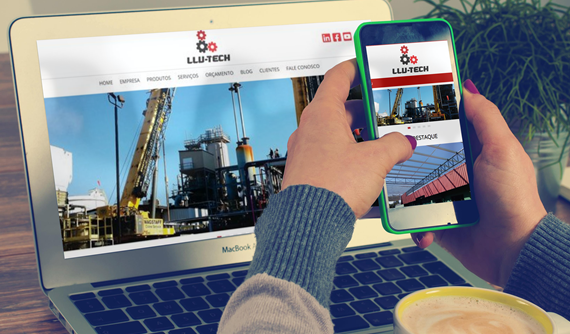 LLU-TECH
HOME EMPRESA PRODUTOS SERVIÇOS ORÇAMENTO BLOG CLIENTES FALE CONOSCO
MacBook
LLU-TECH
DESTAQUE